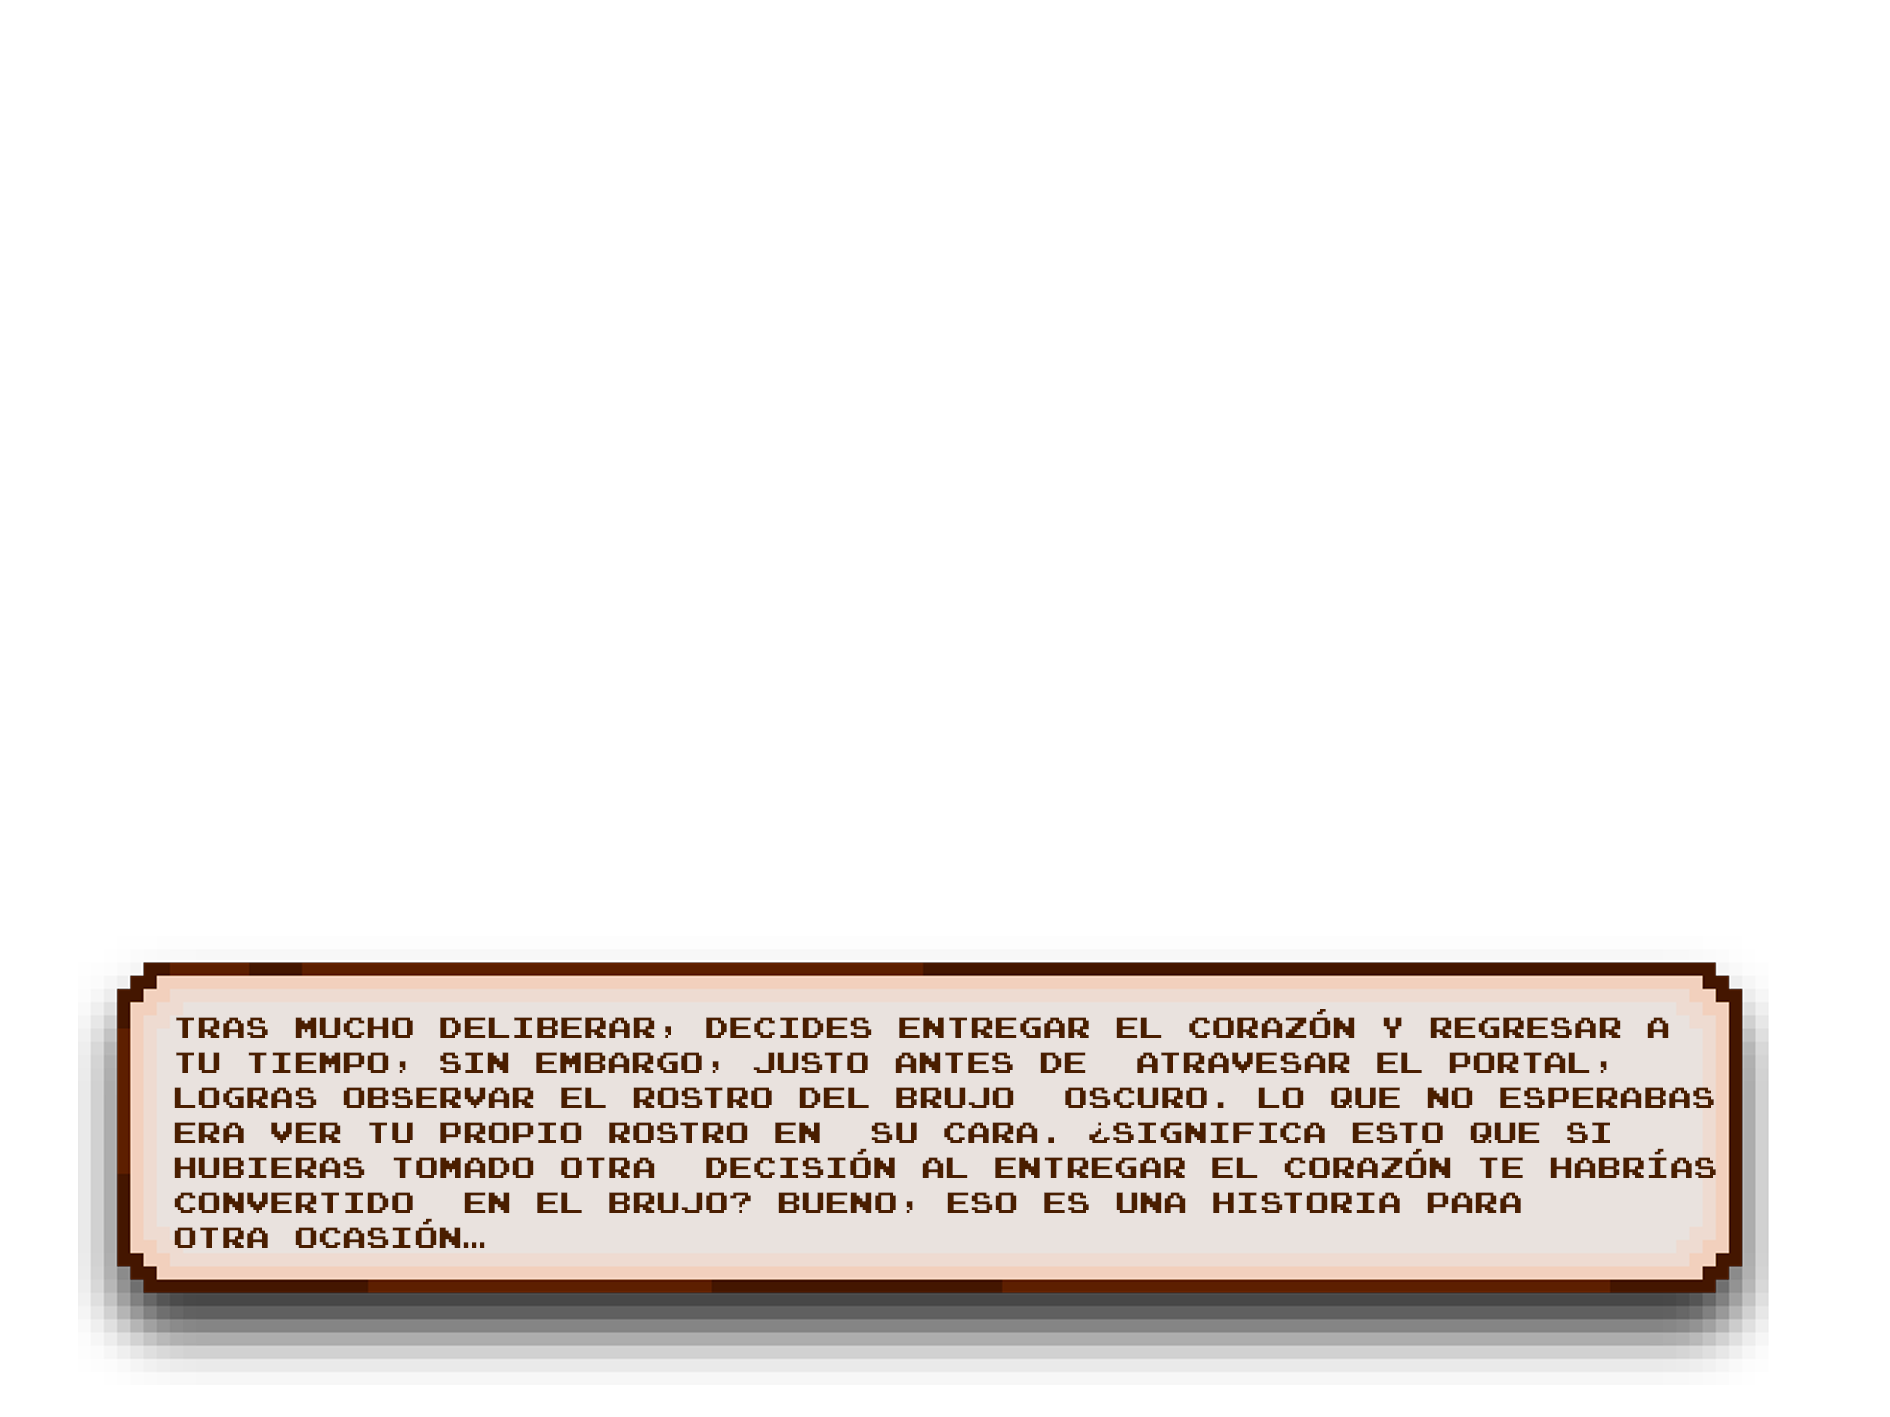 TRAS MUCHO DELIBERAR, DECIDES ENTREGAR EL CORAZÓN Y REGRESAR A
TU TIEMPO, SIN EMBARGO, JUSTO ANTES DE  ATRAVESAR EL PORTAL,
LOGRAS OBSERVAR EL ROSTRO DEL BRUJO  OSCURO. LO QUE NO ESPERABAS
ERA VER TU PROPIO ROSTRO EN  SU CARA. ¿SIGNIFICA ESTO QUE SI
HUBIERAS TOMADO OTRA  DECISIÓN AL ENTREGAR EL CORAZÓN TE HABRÍAS
CONVERTIDO  EN EL BRUJO? BUENO, ESO ES UNA HISTORIA PARA
OTRA OCASIÓN...